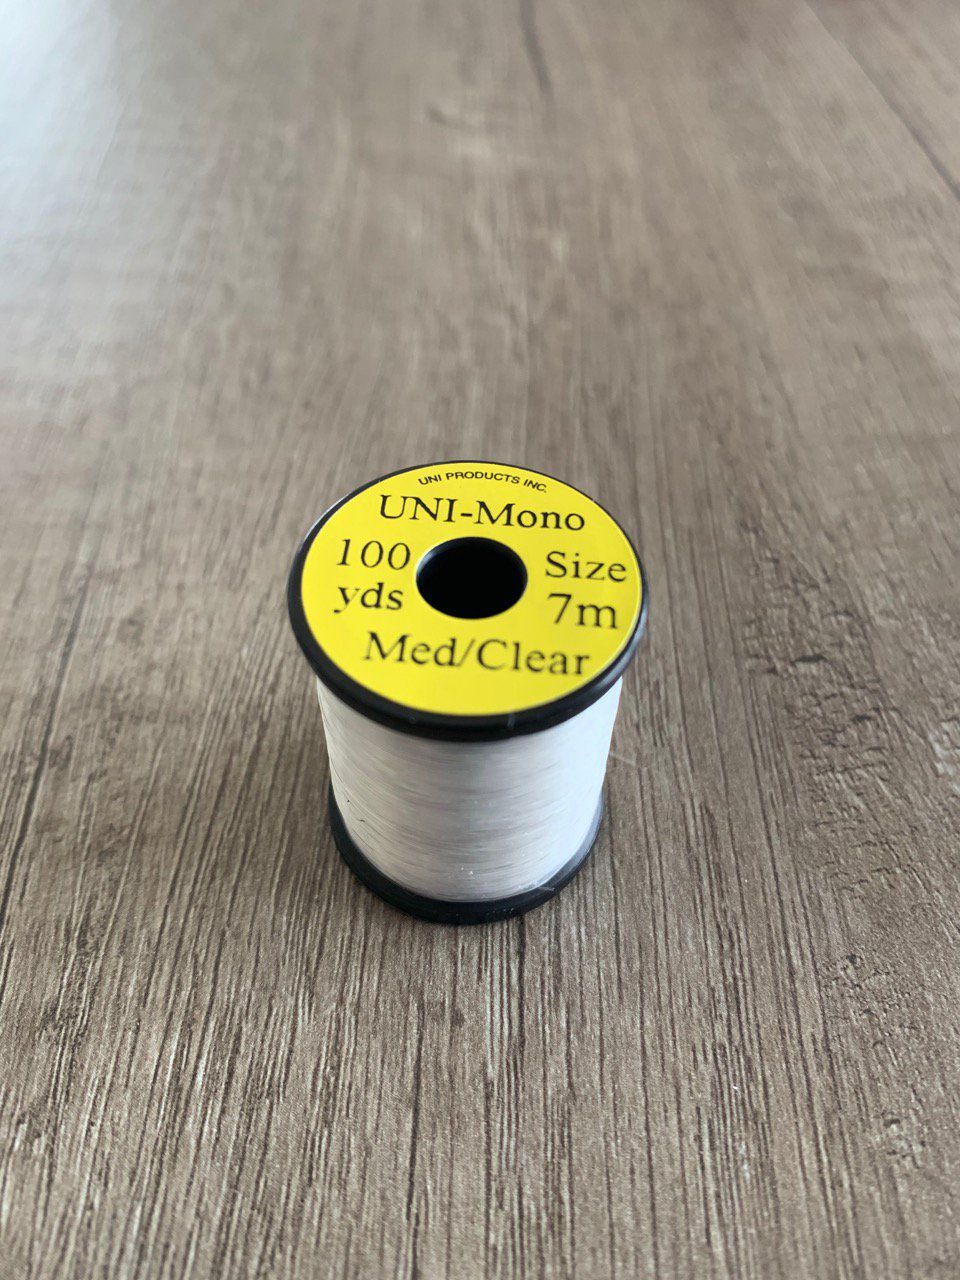 UNI PRODUCTS INC.
UNI-Mono
100
yds
Size
7m
Med/Clear